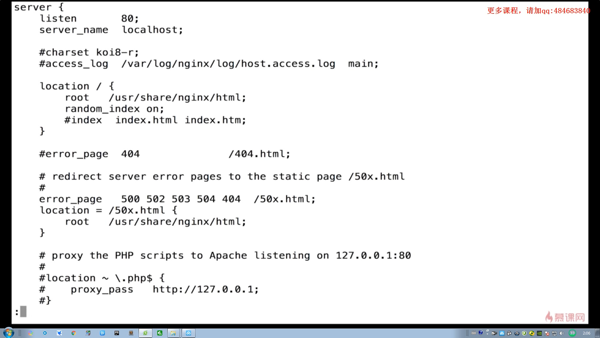 更多课程，请加qq:484683840
server {
    listen       80;
    server_name  localhost;

    #charset koi8-r;
    #access_log  /var/log/nginx/log/host.access.log  main;

    location / {
        root   /usr/share/nginx/html;
        random_index on;
        #index  index.html index.htm;
    }

    #error_page  404              /404.html;

    # redirect server error pages to the static page /50x.html
    #
    error_page   500 502 503 504 404  /50x.html;
    location = /50x.html {
        root   /usr/share/nginx/html;
    }

    # proxy the PHP scripts to Apache listening on 127.0.0.1:80
    #
    #location ~ \.php$ {
    #    proxy_pass   http://127.0.0.1;
    #}
:
慕课网